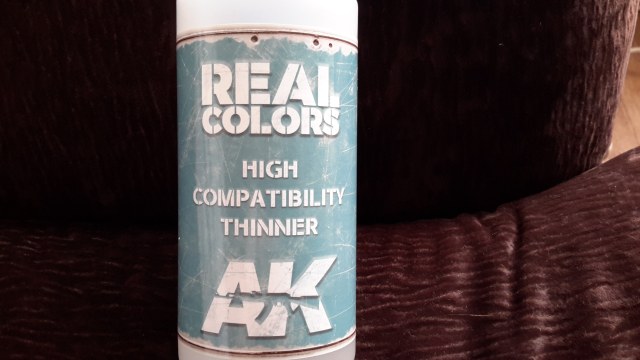 REAL
COLORS
HIGH
COMPATIBILITY
THINNER
AK